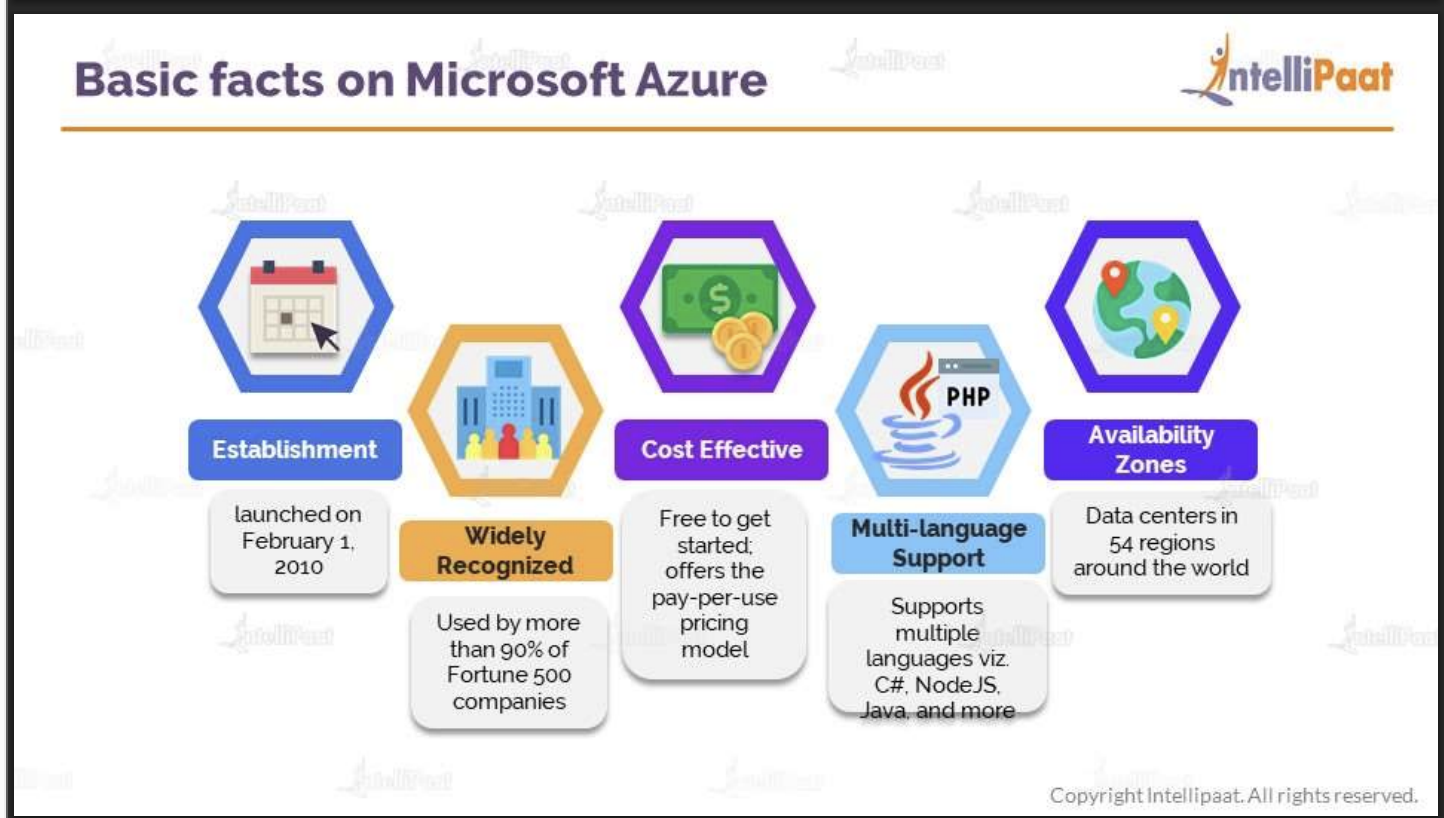 Basic facts on Microsoft Azure
IntelliPaat
PHP
Establishment
launched on
February 1,
2010
Widely
Recognized
Used by more
than 90% of
Fortune 500
companies
Cost Effective
Free to get
started;
offers the
pay-per-use
pricing
model
Multi-language
Support
Supports
multiple
languages viz.
C#, NodeJS,
Java, and more
Availability
Zones
Data centers in
54 regions
around the world
Copyright Intellipaat. All rights reserved.